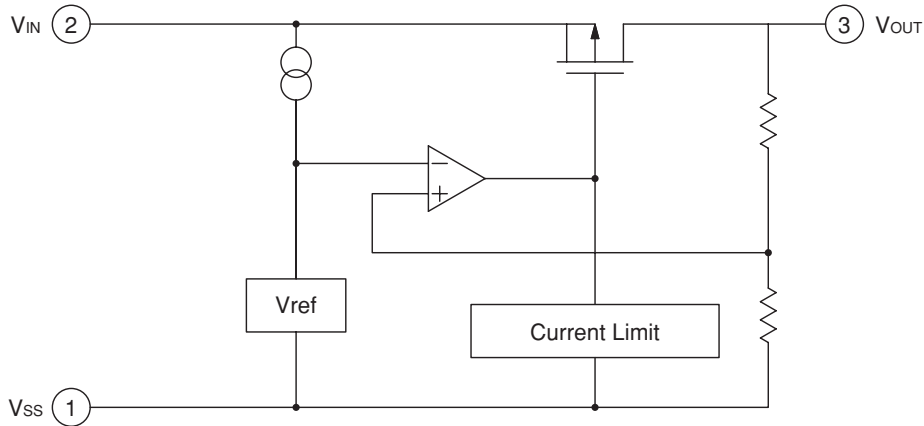 VIN 2
3 VOUT
−
+
Vref
Current Limit
VSS 1